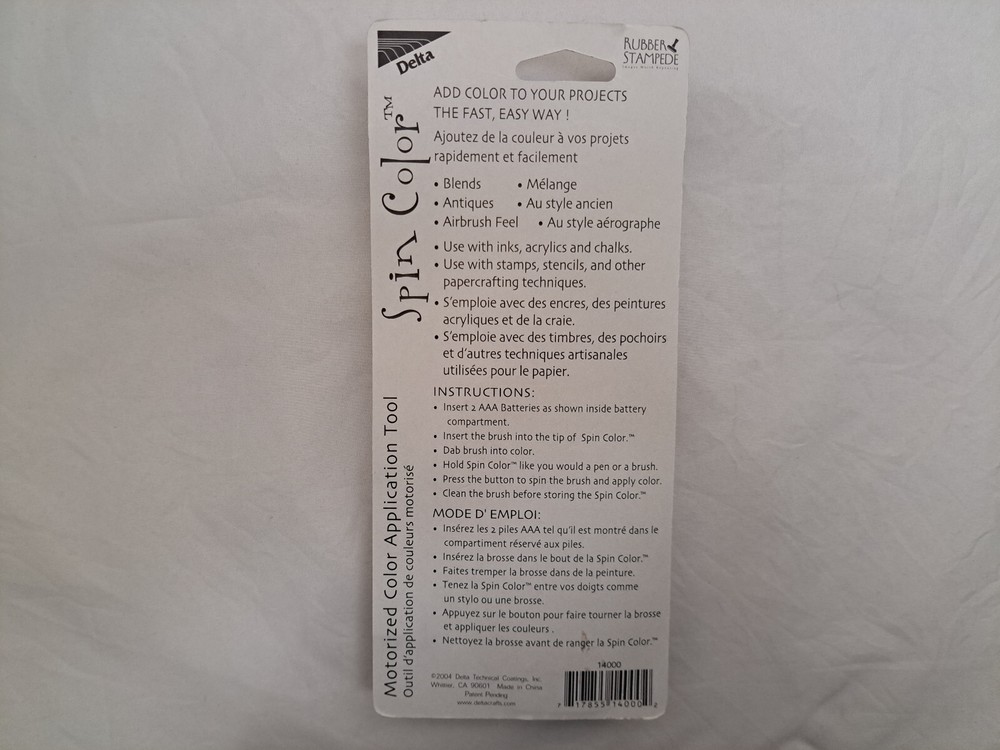 Delta
RUBBER
STAMPEDE
ADD COLOR TO YOUR PROJECTS
THE FAST, EASY WAY !
Ajoutez de la couleur à vos projets
rapidement et facilement
• Blends • Mélange
• Antiques • Au style ancien
• Airbrush Feel • Au style aérographe
• Use with inks, acrylics and chalks.
• Use with stamps, stencils, and other
papercrafting techniques.
• S'emploie avec des encres, des peintures
acryliques et de la craie.
• S'emploie avec des timbres, des pochoirs
et d'autres techniques artisanales
utilisées pour le papier.
INSTRUCTIONS:
• Insert 2 AAA Batteries as shown inside battery
compartment.
• Insert the brush into the tip of Spin Color.™
• Dab brush into color.
• Hold Spin Color™ like you would a pen or a brush.
• Press the button to spin the brush and apply color.
• Clean the brush before storing the Spin Color.™
MODE D' EMPLOI:
• Insérez les 2 piles AAA tel qu'il est montré dans le
compartiment réservé aux piles.
• Insérez la brosse dans le bout de la Spin Color.™
• Faites tremper la brosse dans de la peinture.
• Tenez la Spin Color™ entre vos doigts comme
un stylo ou une brosse.
• Appuyez sur le bouton pour faire tourner la brosse
et appliquer les couleurs .
• Nettoyez la brosse avant de ranger la Spin Color.™
Spin Color™
Motorized Color Application Tool
Outil d'application de couleurs motorisé
©2004 Delta Technical Coatings, Inc.
Whittier, CA 90601 Made in China
Patent Pending
www.deltacrafts.com
14000
7 17855 14000 2